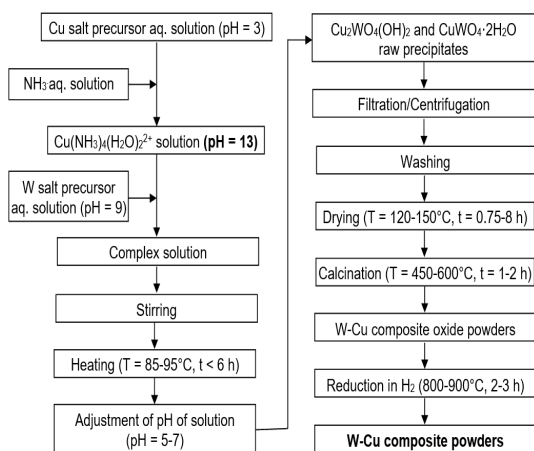 Cu salt precursor aq. solution (pH = 3)
NH₃ aq. solution
Cu(NH₃)₄(H₂O)₂²⁺ solution (pH = 13)
W salt precursor
aq. solution (pH = 9)
Complex solution
Stirring
Heating (T = 85-95°C, t < 6 h)
Adjustment of pH of solution
(pH = 5-7)
Cu₂WO₄(OH)₂ and CuWO₄·2H₂O
raw precipitates
Filtration/Centrifugation
Washing
Drying (T = 120-150°C, t = 0.75-8 h)
Calcination (T = 450-600°C, t = 1-2 h)
W-Cu composite oxide powders
Reduction in H₂ (800-900°C, 2-3 h)
W-Cu composite powders